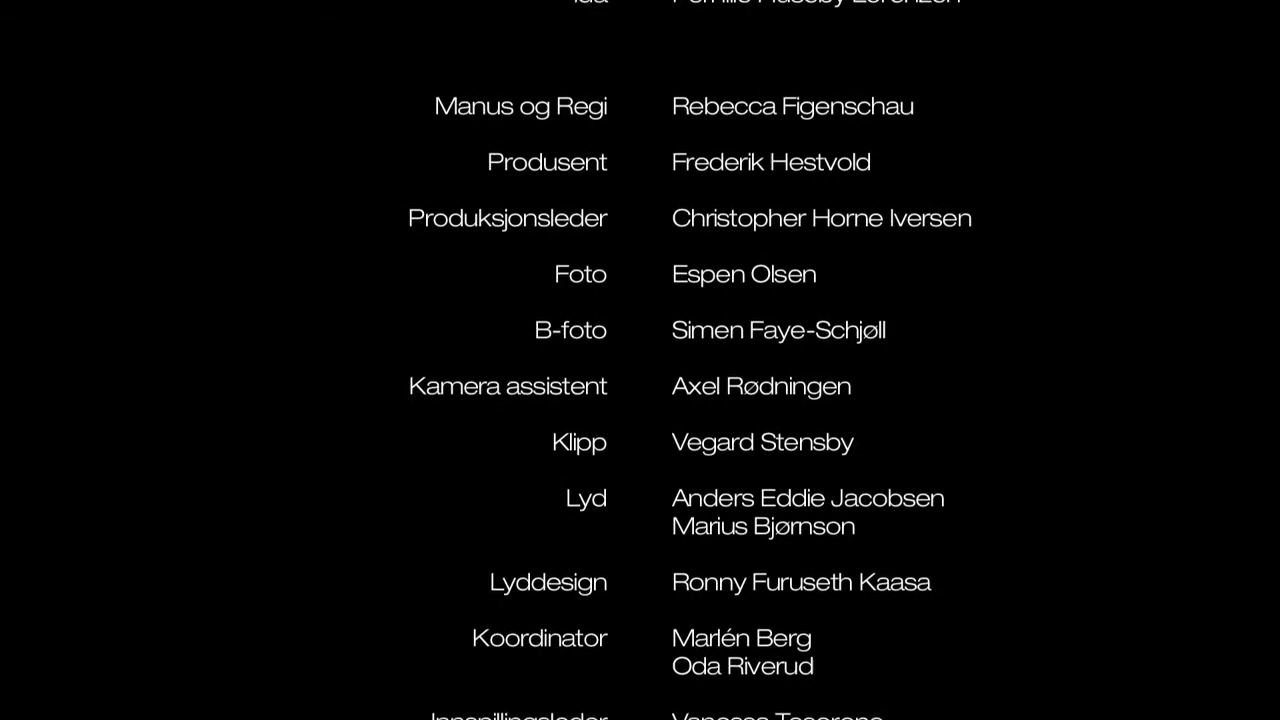 Manus og Regi Rebecca Figenschau
Produsent Frederik Hestvold
Produksjonsleder Christopher Horne Iversen
Foto Espen Olsen
B-foto Simen Faye-Schjøll
Kamera assistent Axel Rødningen
Klipp Vegard Stensby
Lyd Anders Eddie Jacobsen
Marius Bjørnson
Lyddesign Ronny Furuseth Kaasa
Koordinator Marlén Berg
Oda Riverud